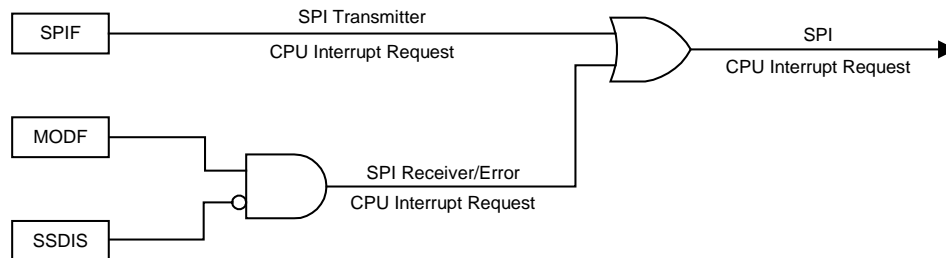 SPIF
SPI Transmitter
CPU Interrupt Request
SPI
CPU Interrupt Request
MODF
SPI Receiver/Error
CPU Interrupt Request
SSDIS